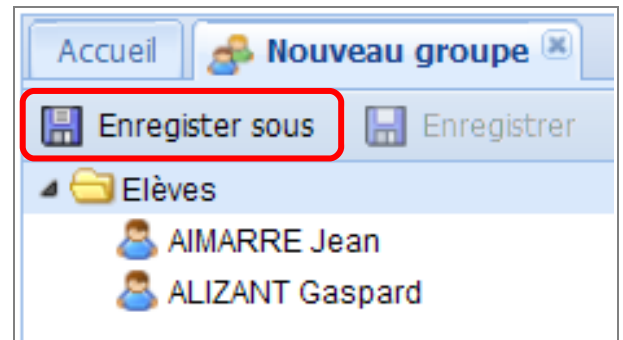 Accueil Nouveau groupe
Enregister sous Enregistrer
Elèves
AIMARRE Jean
ALIZANT Gaspard